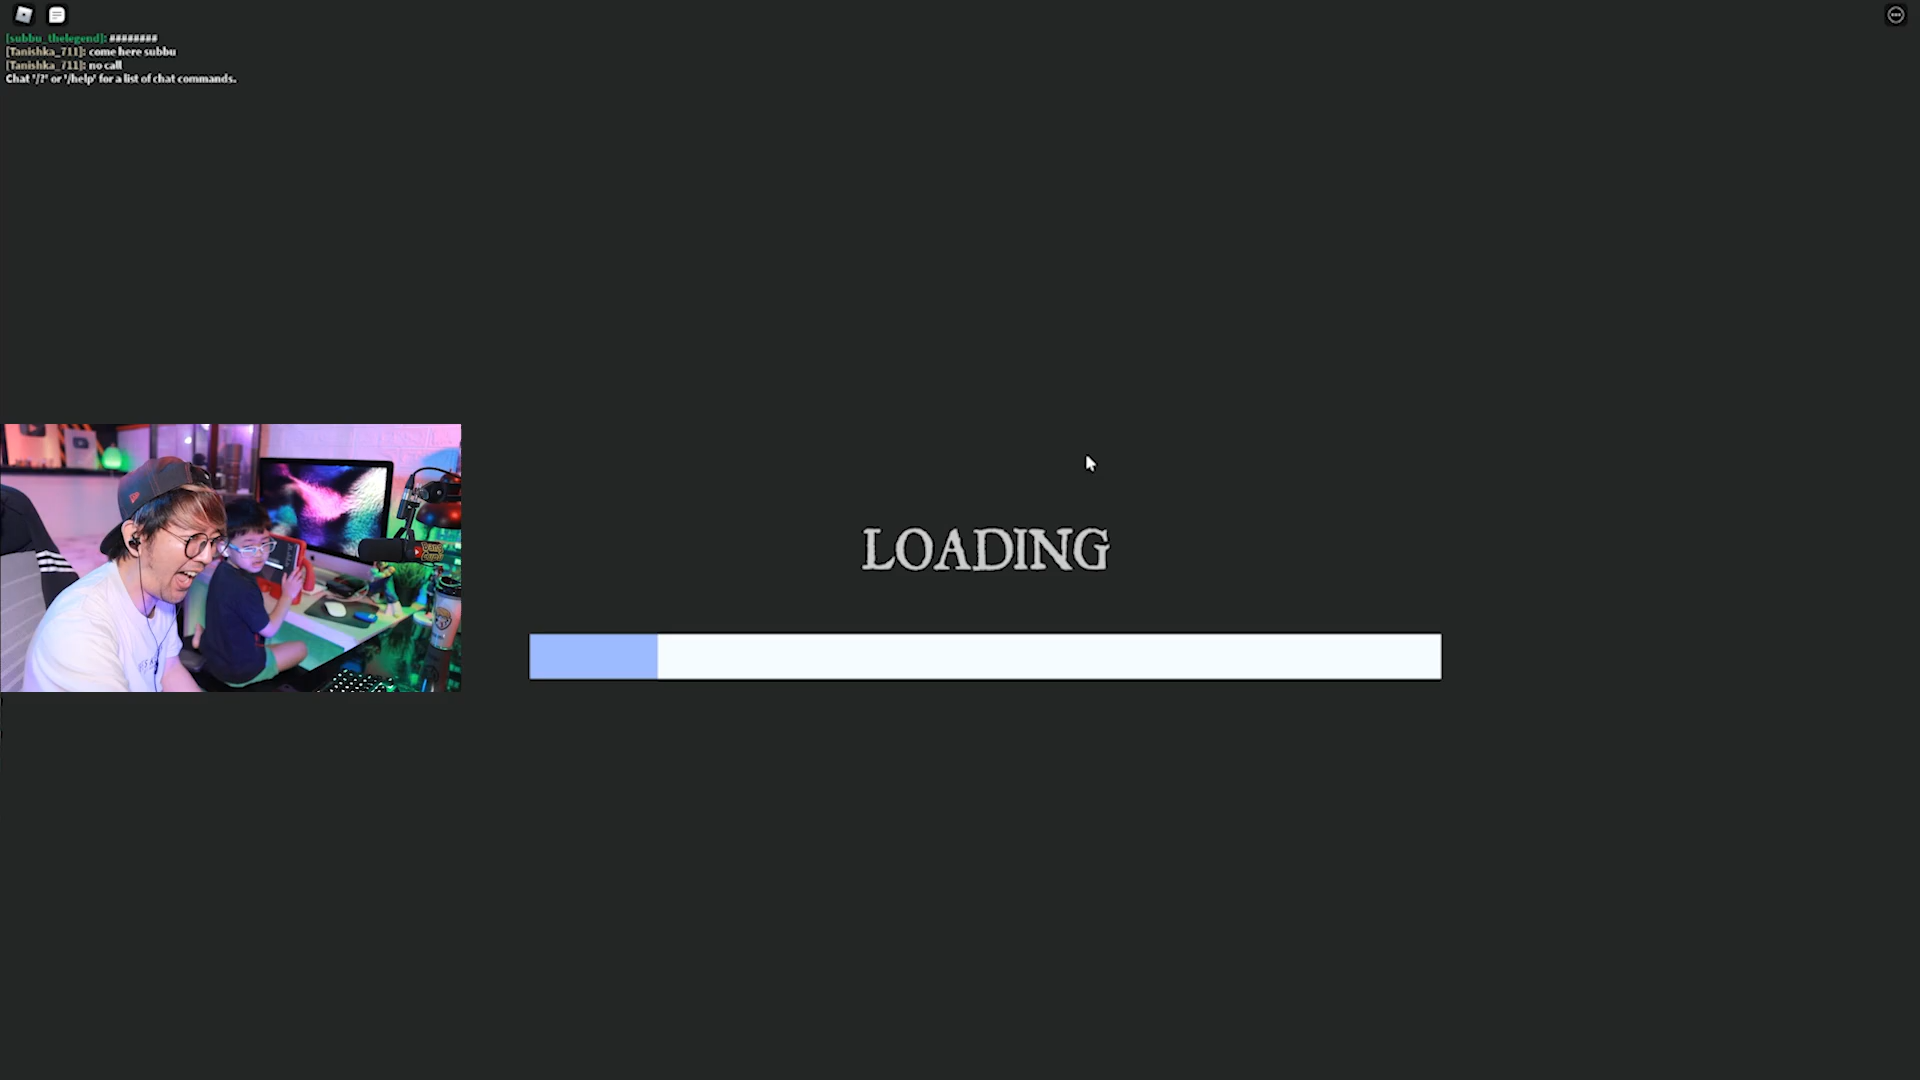 [subbu_thelegend]: ########
[Tanishka_711]: come here subbu
[Tanishka_711]: no call
Chat '/?' or '/help' for a list of chat commands.
LOADING